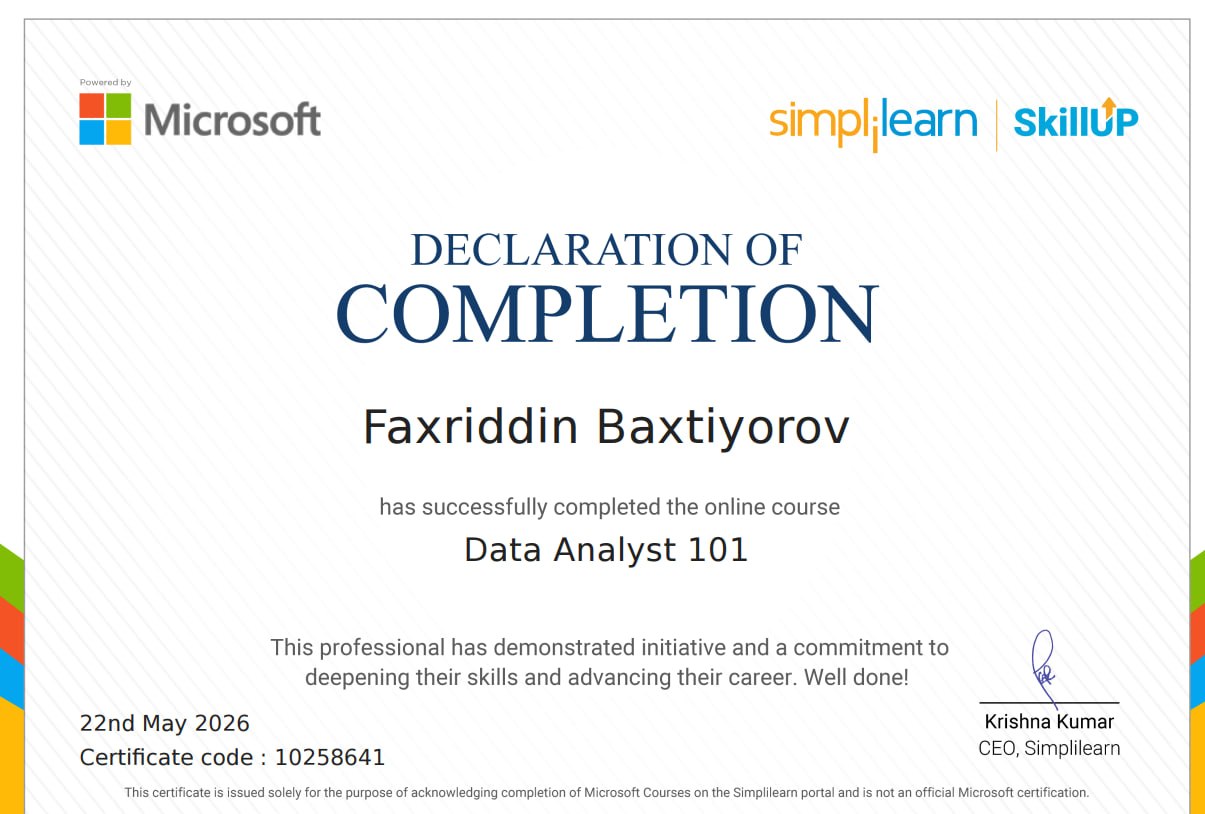 Powered by
Microsoft
simplilearn | SkillUP
DECLARATION OF
COMPLETION
Faxriddin Baxtiyorov
has successfully completed the online course
Data Analyst 101
This professional has demonstrated initiative and a commitment to
deepening their skills and advancing their career. Well done!
22nd May 2026
Certificate code : 10258641
Krishna Kumar
CEO, Simplilearn
This certificate is issued solely for the purpose of acknowledging completion of Microsoft Courses on the Simplilearn portal and is not an official Microsoft certification.